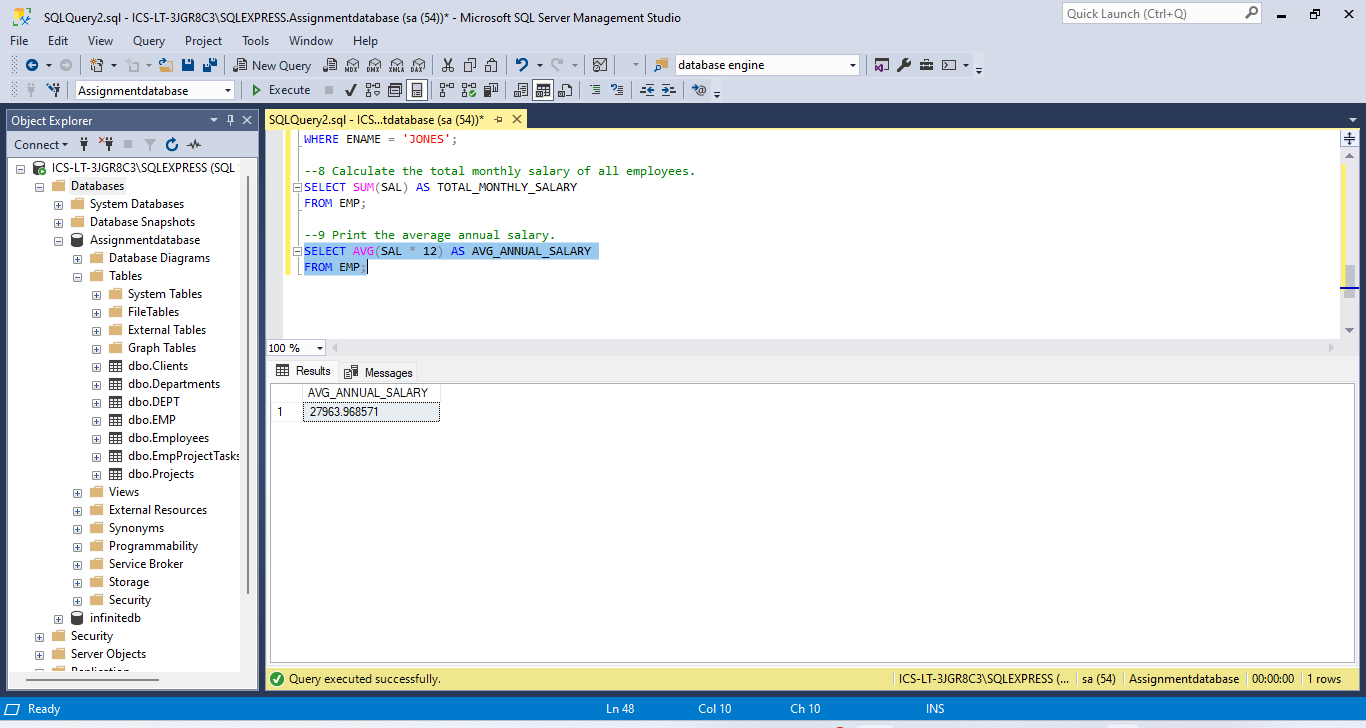 SQLQuery2.sql - ICS-LT-3JGR8C3\SQLEXPRESS.Assignmentdatabase (sa (54))* - Microsoft SQL Server Management Studio
Quick Launch (Ctrl+Q)
File Edit View Query Project Tools Window Help
New Query
MDX DMX XMLA DAX
database engine
Assignmentdatabase
Execute
Object Explorer
Connect
ICS-LT-3JGR8C3\SQLEXPRESS (SQL
Databases
System Databases
Database Snapshots
Assignmentdatabase
Database Diagrams
Tables
System Tables
FileTables
External Tables
Graph Tables
dbo.Clients
dbo.Departments
dbo.DEPT
dbo.EMP
dbo.Employees
dbo.EmpProjectTasks
dbo.Projects
Views
External Resources
Synonyms
Programmability
Service Broker
Storage
Security
infinitedb
Security
Server Objects
Replication
SQLQuery2.sql - ICS...tdatabase (sa (54))*
WHERE ENAME = 'JONES';
--8 Calculate the total monthly salary of all employees.
SELECT SUM(SAL) AS TOTAL_MONTHLY_SALARY
FROM EMP;
--9 Print the average annual salary.
SELECT AVG(SAL * 12) AS AVG_ANNUAL_SALARY
FROM EMP;
100 %
Results Messages
AVG_ANNUAL_SALARY
1 27963.968571
Query executed successfully.
ICS-LT-3JGR8C3\SQLEXPRESS (... sa (54) Assignmentdatabase 00:00:00 1 rows
Ready Ln 48 Col 10 Ch 10 INS